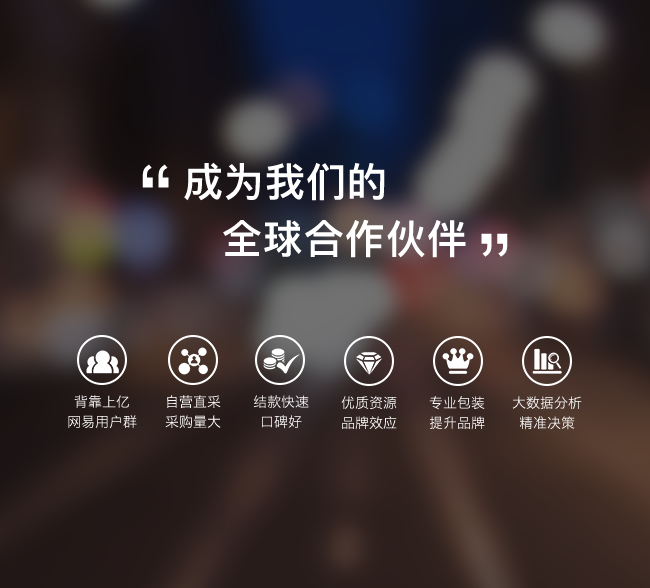 “ 成为我们的
全球合作伙伴 ”
背靠上亿
网易用户群
自营直采
采购量大
结款快速
口碑好
优质资源
品牌效应
专业包装
提升品牌
大数据分析
精准决策